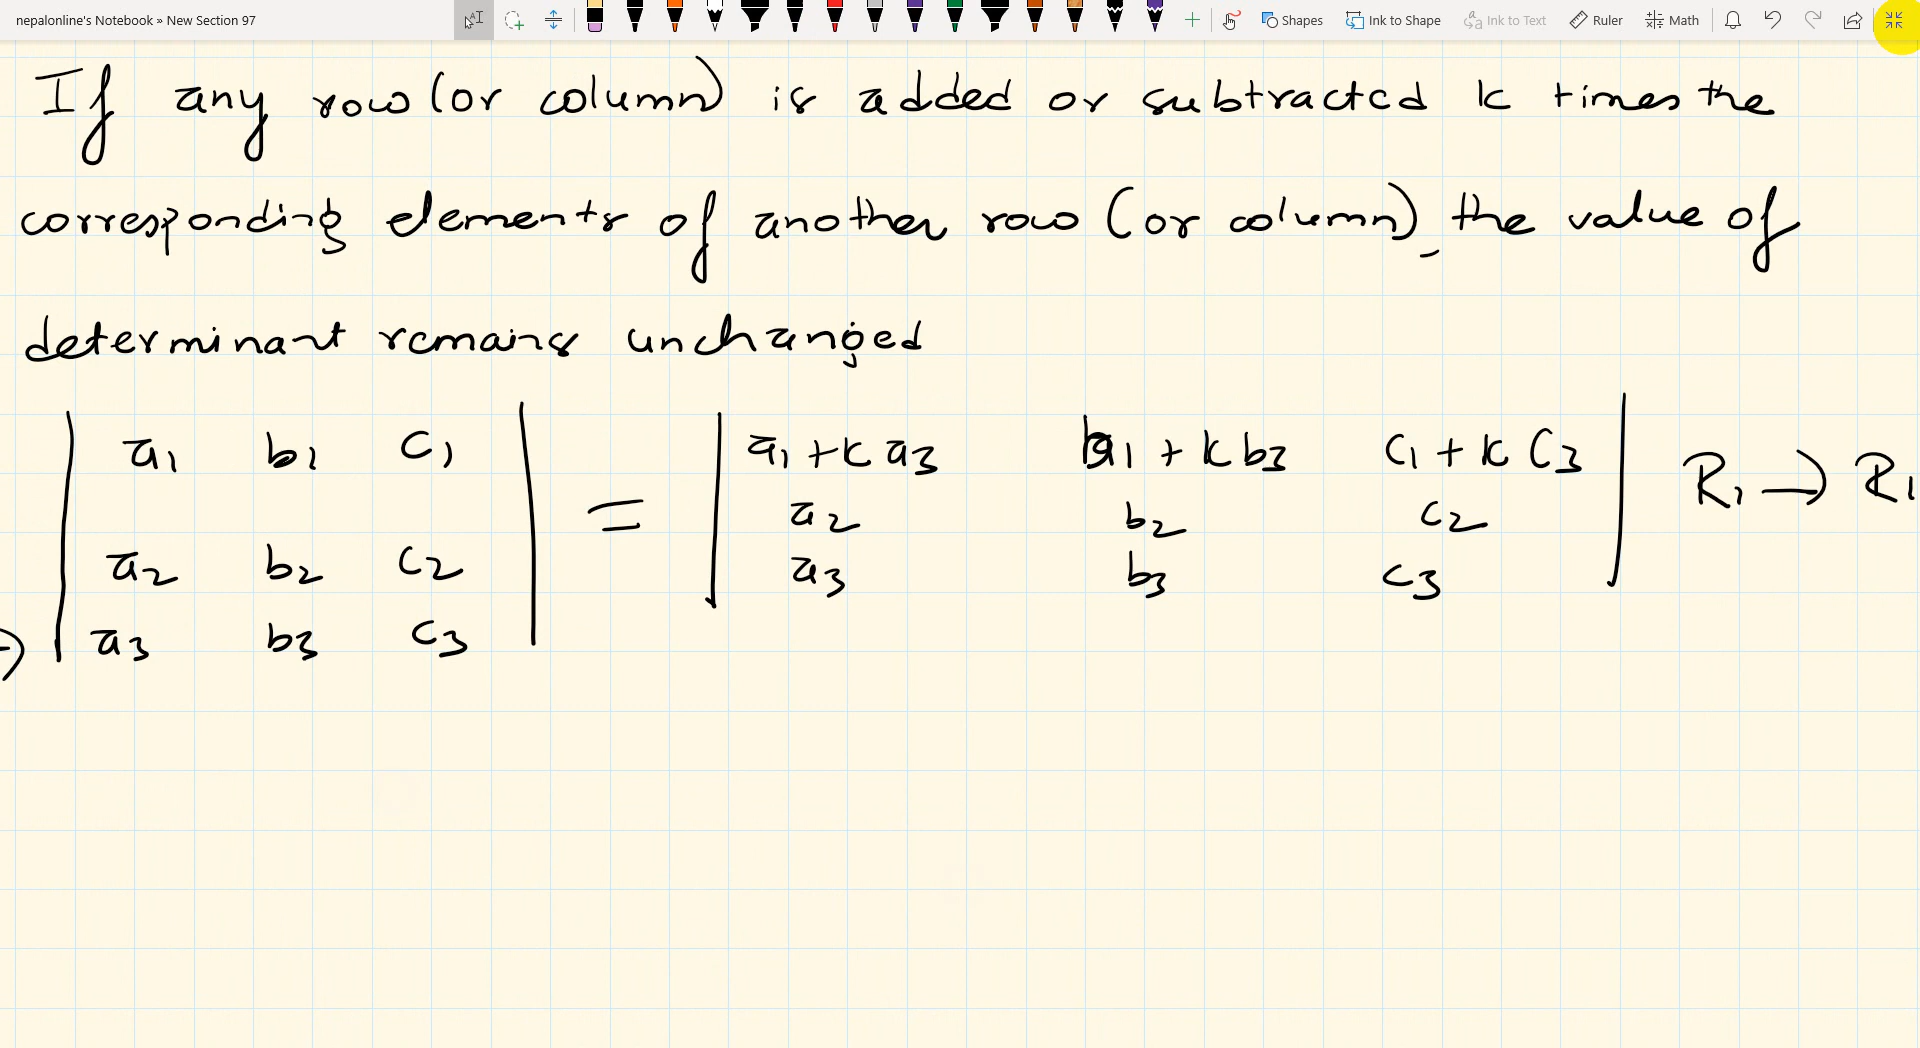 nepalonline's Notebook » New Section 97
Shapes Ink to Shape Ink to Text Ruler Math
If any row (or column) is added or subtracted k times the
corresponding elements of another row (or column), the value of
determinant remains unchanged
| a1 b1 c1 | = | a1+ka3 b1+kb3 c1+kc3 | R1 → R1
a2 b2 c2 a2 b2 c2
a3 b3 c3 a3 b3 c3